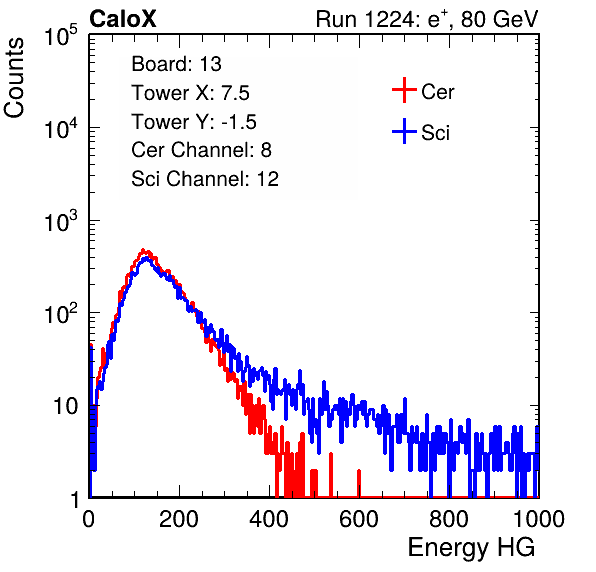 CaloX
Run 1224: e+, 80 GeV
Counts
10^5
10^4
10^3
10^2
10
1
Board: 13
Tower X: 7.5
Tower Y: -1.5
Cer Channel: 8
Sci Channel: 12
Cer
Sci
0 200 400 600 800 1000
Energy HG